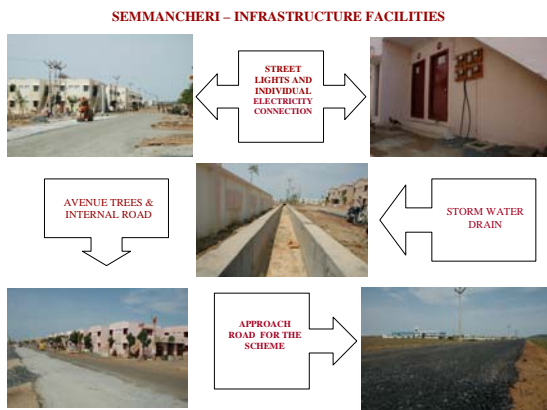 SEMMANCHERI – INFRASTRUCTURE FACILITIES
STREET
LIGHTS AND
INDIVIDUAL
ELECTRICITY
CONNECTION
AVENUE TREES &
INTERNAL ROAD
STORM WATER
DRAIN
APPROACH
ROAD FOR THE
SCHEME